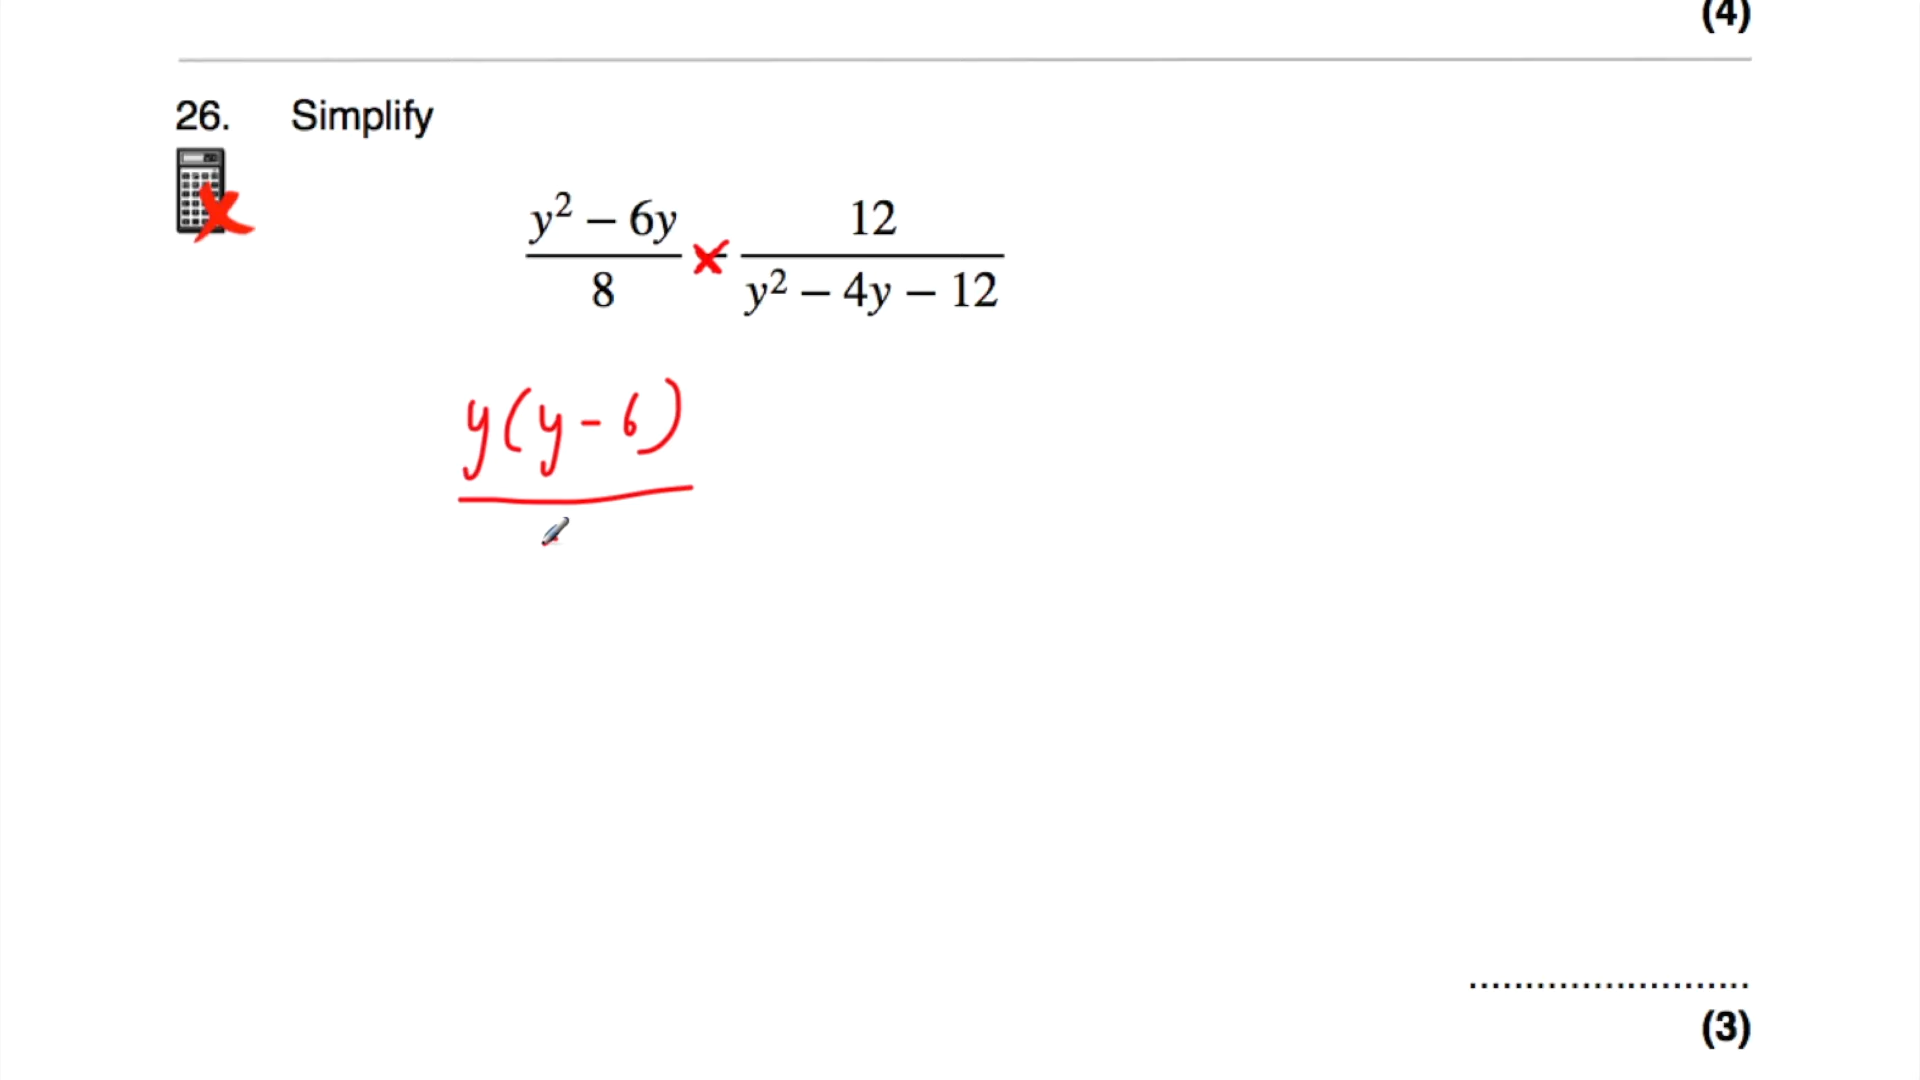 (4)
26. Simplify
y² – 6y
8
×
12
y² – 4y – 12
y(y - 6)
..........................
(3)